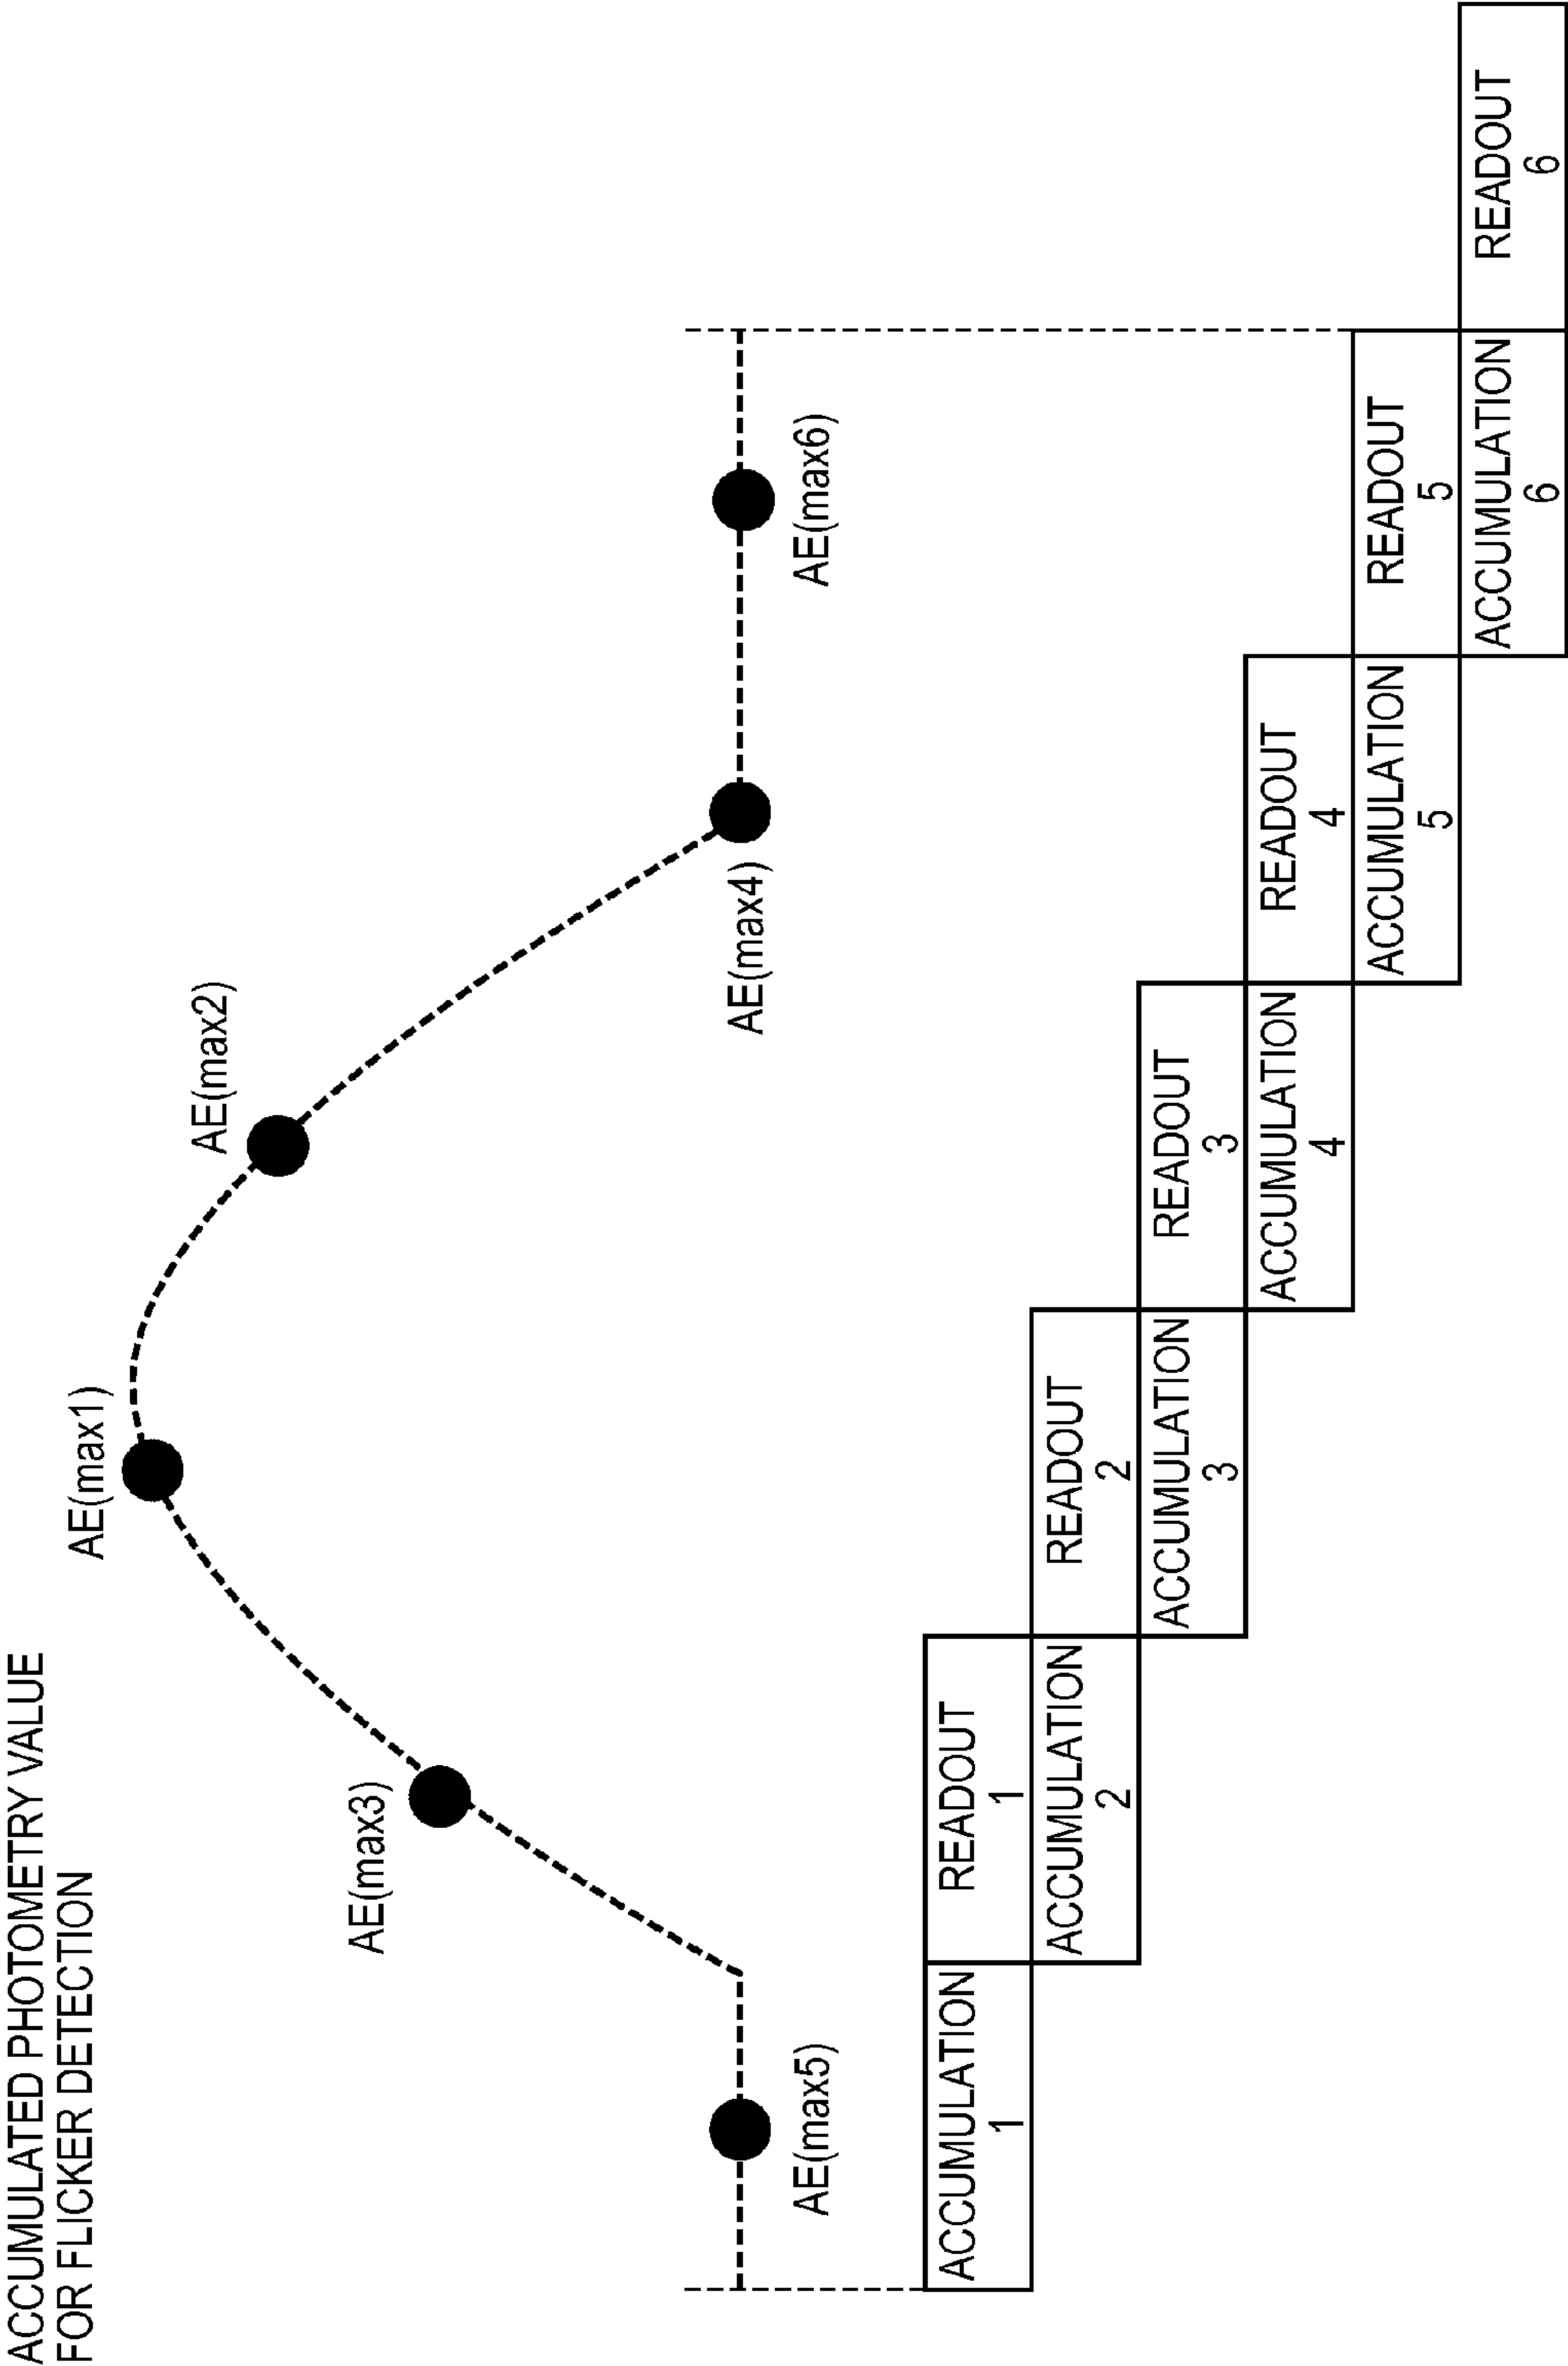 ACCUMULATED PHOTOMETRY VALUE
FOR FLICKER DETECTION
AE(max1)
AE(max2)
AE(max3)
AE(max4)
AE(max5)
AE(max6)
ACCUMULATION
1
READOUT
1
ACCUMULATION
2
READOUT
2
ACCUMULATION
3
READOUT
3
ACCUMULATION
4
READOUT
4
ACCUMULATION
5
READOUT
5
ACCUMULATION
6
READOUT
6